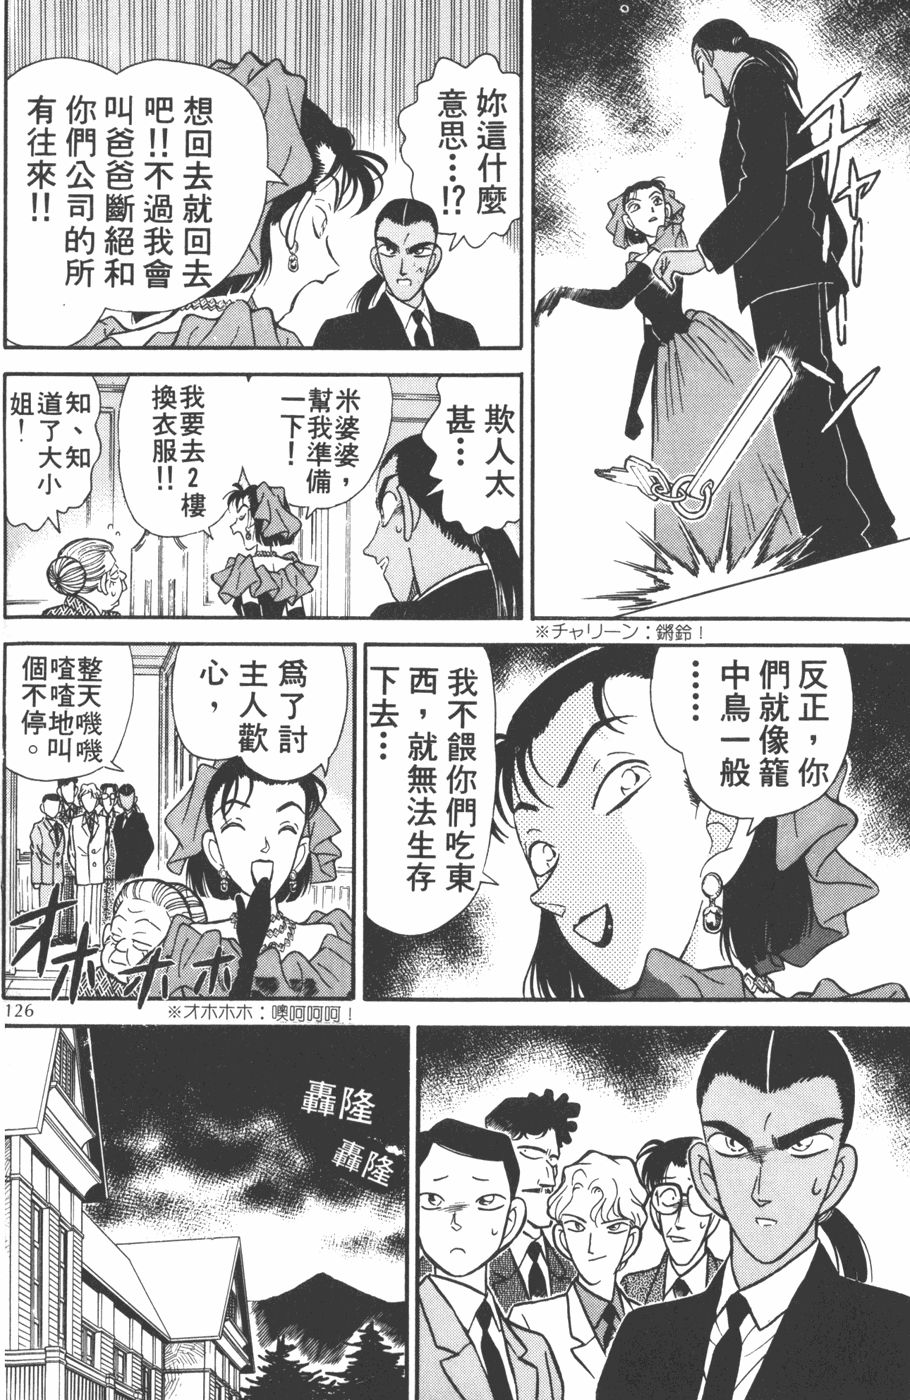 チャリ
※チャリーン：鏘鈴！
妳這什麼
意思…!?
想回去就回去
吧!!不過我會
叫爸爸斷絕和
你們公司的所
有往來!!
欺人太
甚…
米婆婆，
幫我準備
一下！
我要去2樓
換衣服!!
知、知
道了大小
姐！
反正，你
們就像籠
中鳥一般
……
我不餵你們吃東
西，就無法生存
下去…
為了討
主人歡
心，
整天嘰嘰
喳喳地叫
個不停。
オホホホ
※オホホホ：噢呵呵呵！
126
轟隆
轟隆